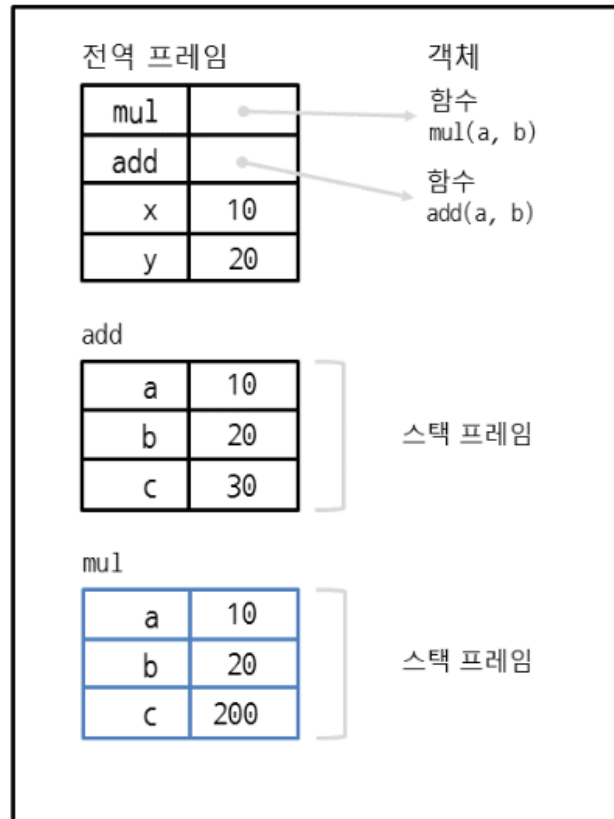 전역 프레임 객체
mul 함수
mul(a, b)
add 함수
add(a, b)
x 10
y 20
add
a 10
b 20 스택 프레임
c 30
mul
a 10
b 20 스택 프레임
c 200